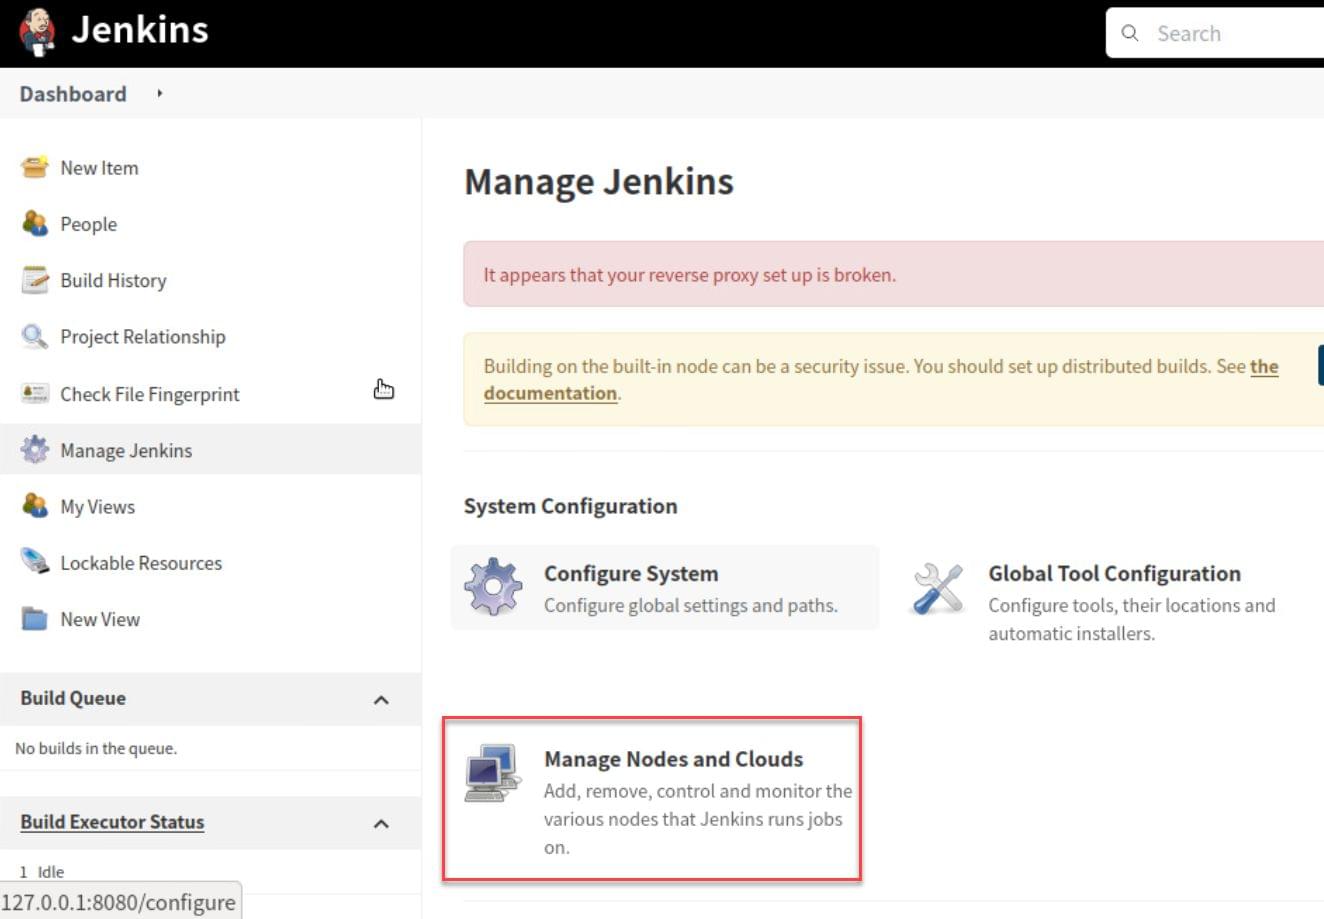 Jenkins
Search
Dashboard
New Item
People
Build History
Project Relationship
Check File Fingerprint
Manage Jenkins
My Views
Lockable Resources
New View
Build Queue
No builds in the queue.
Build Executor Status
1 Idle
127.0.0.1:8080/configure
Manage Jenkins
It appears that your reverse proxy set up is broken.
Building on the built-in node can be a security issue. You should set up distributed builds. See the
documentation.
System Configuration
Configure System
Configure global settings and paths.
Global Tool Configuration
Configure tools, their locations and
automatic installers.
Manage Nodes and Clouds
Add, remove, control and monitor the
various nodes that Jenkins runs jobs
on.